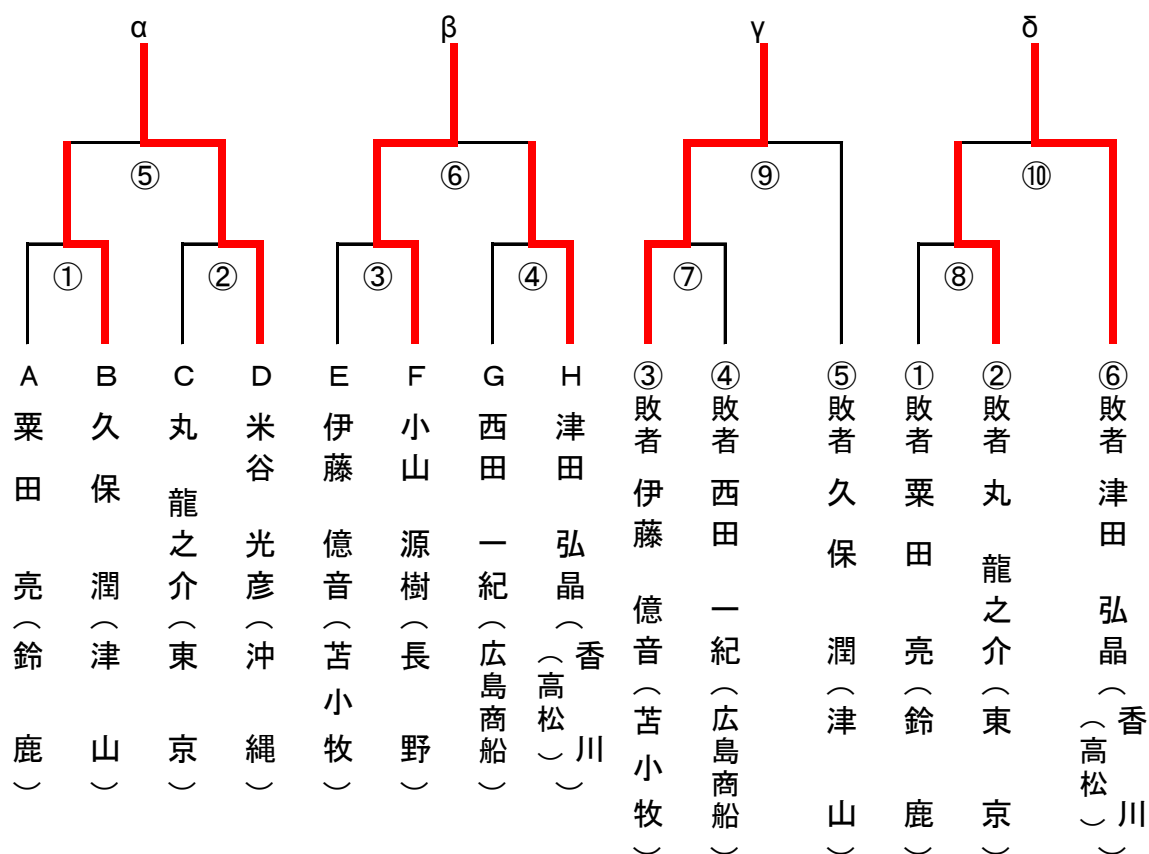 α β γ δ
⑤ ⑥ ⑨ ⑩
① ② ③ ④ ⑦ ⑧
A 粟田 亮（鈴鹿）
B 久保 潤（津山）
C 丸 龍之介（東京）
D 米谷 光彦（沖縄）
E 伊藤 億音（苫小牧）
F 小山 源樹（長野）
G 西田 一紀（広島商船）
H 津田 弘晶（香川（高松））
③敗者 伊藤 億音（苫小牧）
④敗者 西田 一紀（広島商船）
⑤敗者 久保 潤（津山）
①敗者 粟田 亮（鈴鹿）
②敗者 丸 龍之介（東京）
⑥敗者 津田 弘晶（香川（高松））